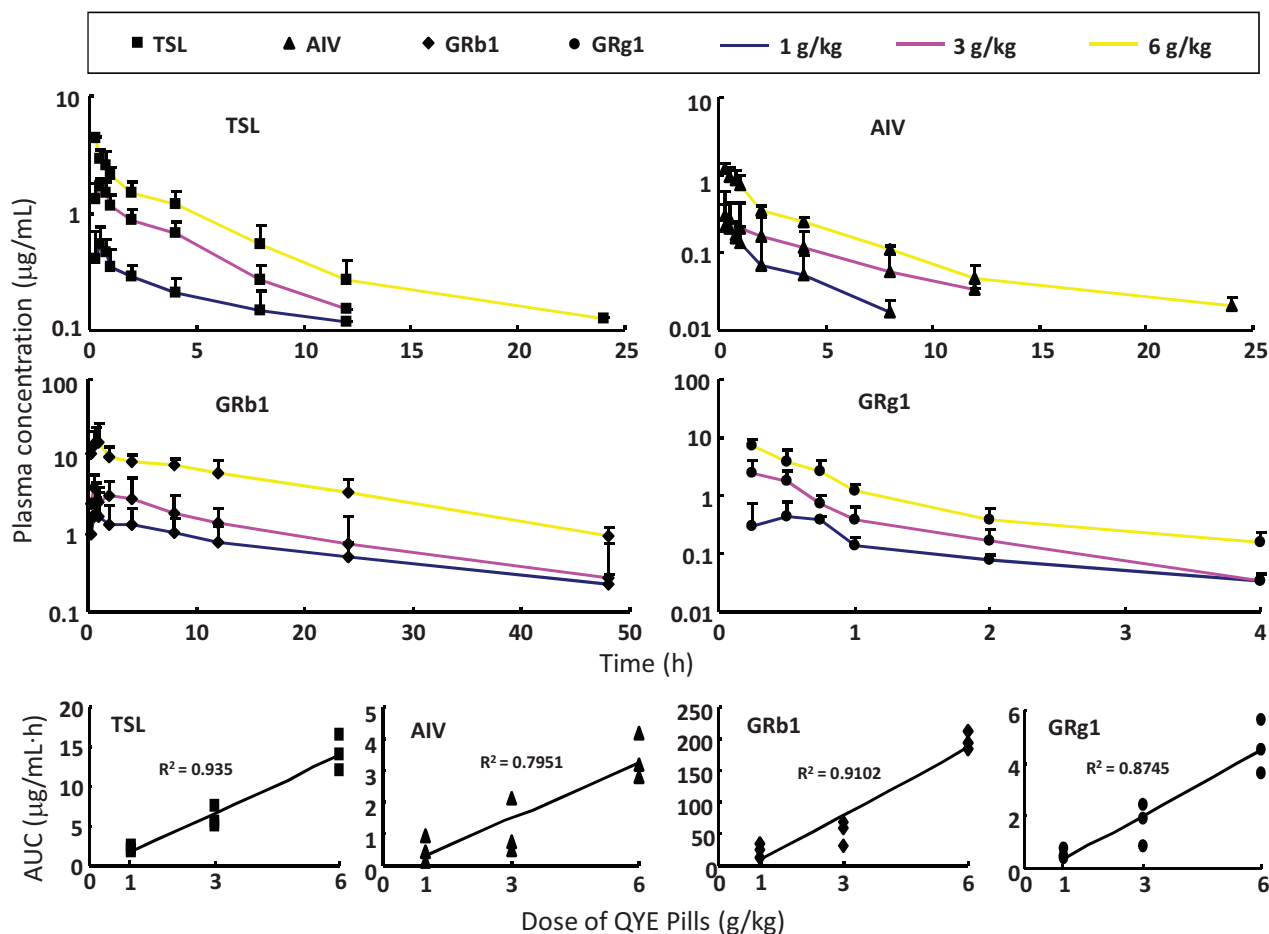 TSL AIV GRb1 GRg1 1 g/kg 3 g/kg 6 g/kg
Plasma concentration (μg/mL)
TSL
10
1
0.1
0 5 10 15 20 25
AIV
10
1
0.1
0.01
0 5 10 15 20 25
GRb1
100
10
1
0.1
0 10 20 30 40 50
GRg1
100
10
1
0.1
0.01
0 1 2 3 4
Time (h)
AUC (μg/mL·h)
TSL
20
15
10
5
0
R² = 0.935
0 1 3 6
AIV
5
4
3
2
1
0
R² = 0.7951
0 1 3 6
GRb1
250
200
150
100
50
0
R² = 0.9102
0 1 3 6
GRg1
6
4
2
0
R² = 0.8745
0 1 3 6
Dose of QYE Pills (g/kg)